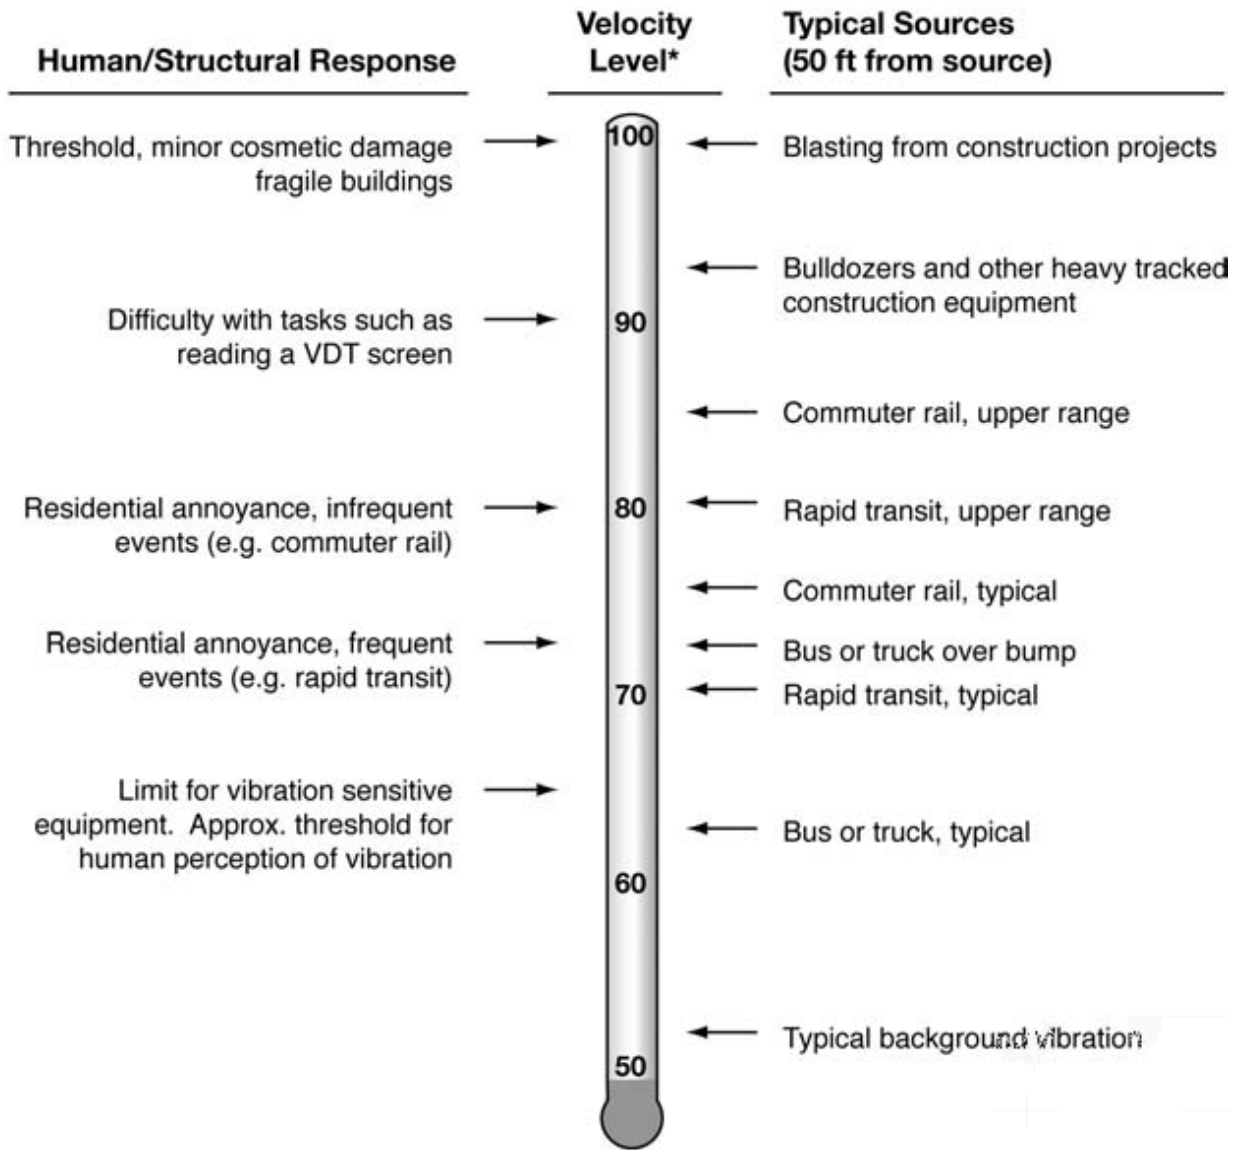 Human/Structural Response
Velocity
Level*
Typical Sources
(50 ft from source)
Threshold, minor cosmetic damage
fragile buildings
100
Blasting from construction projects
Bulldozers and other heavy tracked
construction equipment
Difficulty with tasks such as
reading a VDT screen
90
Commuter rail, upper range
Residential annoyance, infrequent
events (e.g. commuter rail)
80
Rapid transit, upper range
Commuter rail, typical
Residential annoyance, frequent
events (e.g. rapid transit)
Bus or truck over bump
70
Rapid transit, typical
Limit for vibration sensitive
equipment. Approx. threshold for
human perception of vibration
Bus or truck, typical
60
Typical background vibration
50